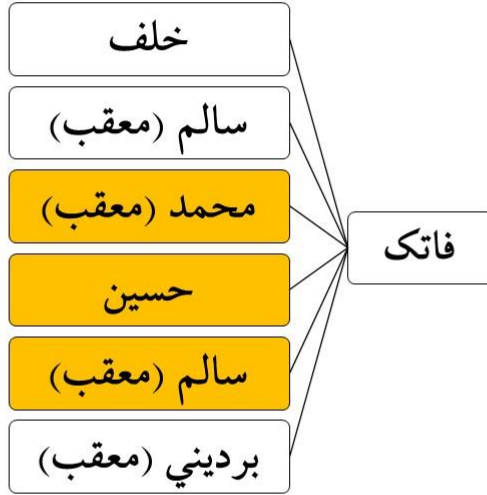 خلف
سالم (معقب)
محمد (معقب)
فاتک
حسين
سالم (معقب)
برديني (معقب)